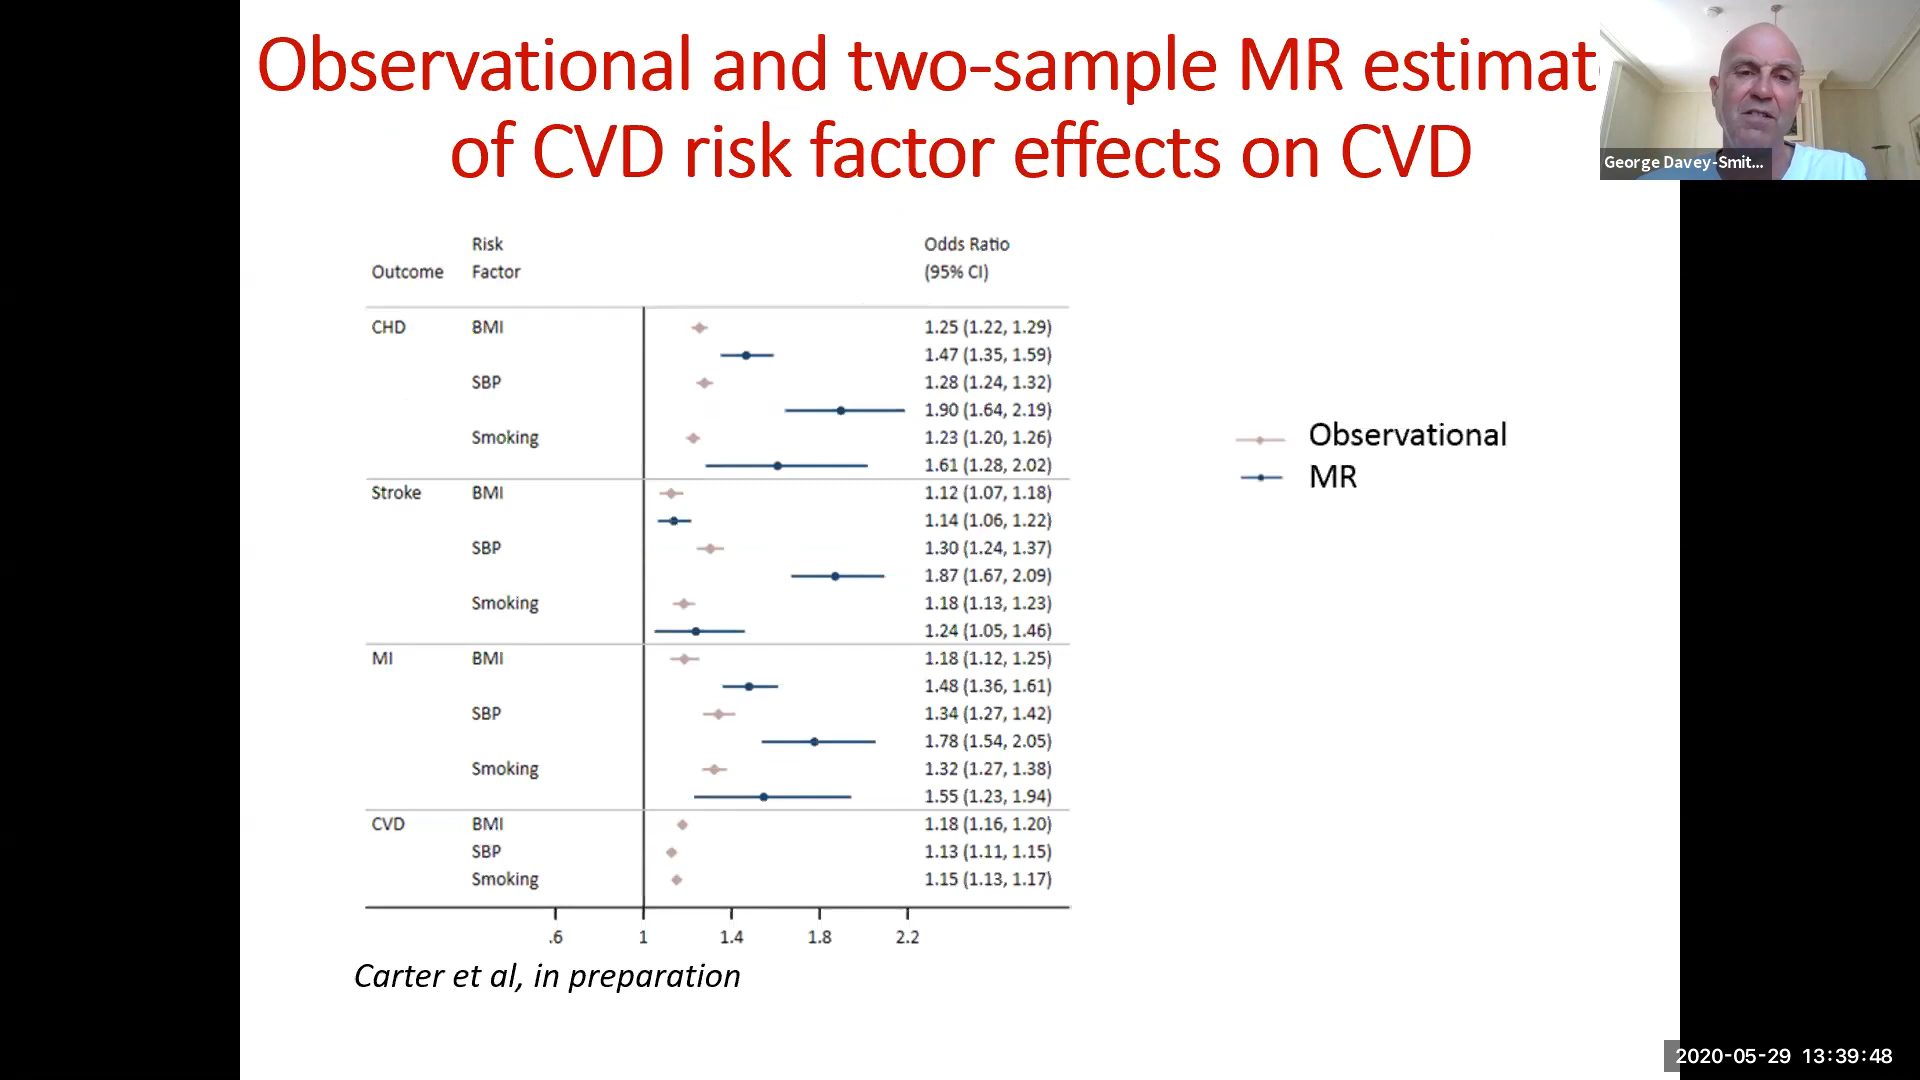 Observational and two-sample MR estimat
of CVD risk factor effects on CVD
George Davey-Smit...
Risk
Odds Ratio
Outcome Factor (95% CI)
CHD BMI 1.25 (1.22, 1.29)
1.47 (1.35, 1.59)
SBP 1.28 (1.24, 1.32)
1.90 (1.64, 2.19)
Smoking 1.23 (1.20, 1.26)
1.61 (1.28, 2.02)
Stroke BMI 1.12 (1.07, 1.18)
1.14 (1.06, 1.22)
SBP 1.30 (1.24, 1.37)
1.87 (1.67, 2.09)
Smoking 1.18 (1.13, 1.23)
1.24 (1.05, 1.46)
MI BMI 1.18 (1.12, 1.25)
1.48 (1.36, 1.61)
SBP 1.34 (1.27, 1.42)
1.78 (1.54, 2.05)
Smoking 1.32 (1.27, 1.38)
1.55 (1.23, 1.94)
CVD BMI 1.18 (1.16, 1.20)
SBP 1.13 (1.11, 1.15)
Smoking 1.15 (1.13, 1.17)
.6 1 1.4 1.8 2.2
Observational
MR
Carter et al, in preparation
2020-05-29 13:39:48